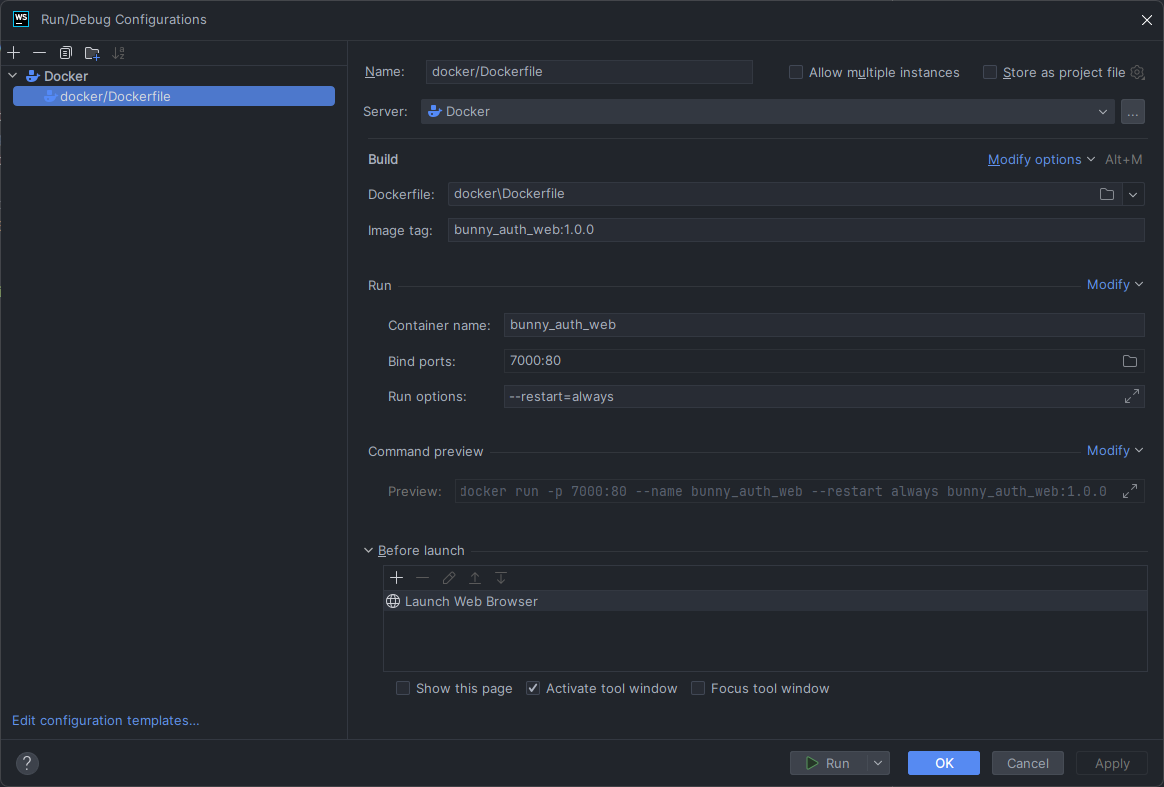 WS Run/Debug Configurations
Docker
docker/Dockerfile
Name: docker/Dockerfile Allow multiple instances Store as project file
Server: Docker ...
Build Modify options Alt+M
Dockerfile: docker\Dockerfile
Image tag: bunny_auth_web:1.0.0
Run Modify
Container name: bunny_auth_web
Bind ports: 7000:80
Run options: --restart=always
Command preview Modify
Preview: docker run -p 7000:80 --name bunny_auth_web --restart always bunny_auth_web:1.0.0
Before launch
Launch Web Browser
Show this page Activate tool window Focus tool window
Edit configuration templates...
? Run OK Cancel Apply